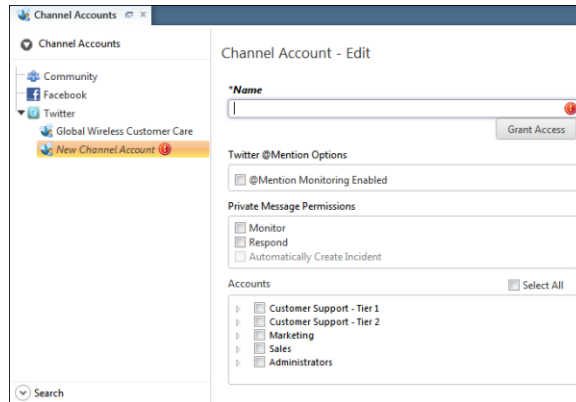 Channel Accounts
Channel Accounts
Community
Facebook
Twitter
Global Wireless Customer Care
New Channel Account
Search
Channel Account - Edit
*Name
Grant Access
Twitter @Mention Options
@Mention Monitoring Enabled
Private Message Permissions
Monitor
Respond
Automatically Create Incident
Accounts
Select All
Customer Support - Tier 1
Customer Support - Tier 2
Marketing
Sales
Administrators